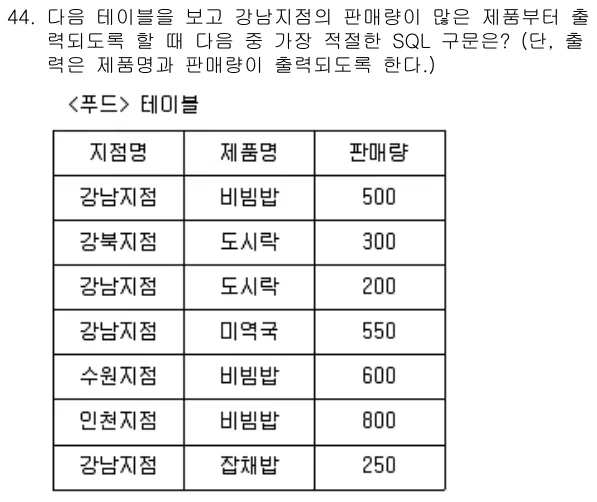 44. 다음 테이블을 보고 강남지점의 판매량이 많은 제품부터 출
력되도록 할 때 다음 중 가장 적절한 SQL 구문은? (단, 출
력은 제품명과 판매량이 출력되도록 한다.)
<푸드> 테이블
지점명 제품명 판매량
강남지점 비빔밥 500
강북지점 도시락 300
강남지점 도시락 200
강남지점 미역국 550
수원지점 비빔밥 600
인천지점 비빔밥 800
강남지점 잡채밥 250